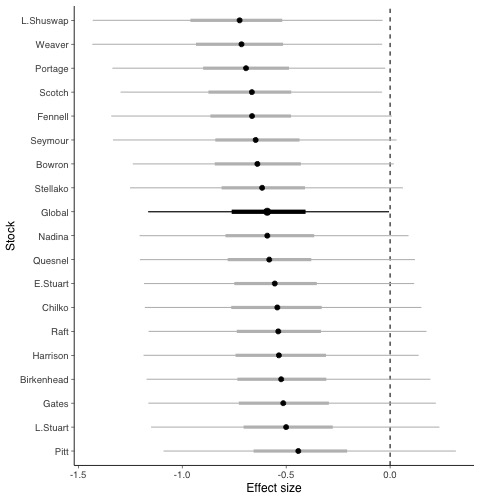 L.Shuswap
Weaver
Portage
Scotch
Fennell
Seymour
Bowron
Stellako
Global
Nadina
Quesnel
E.Stuart
Chilko
Raft
Harrison
Birkenhead
Gates
L.Stuart
Pitt
Stock
-1.5 -1.0 -0.5 0.0
Effect size